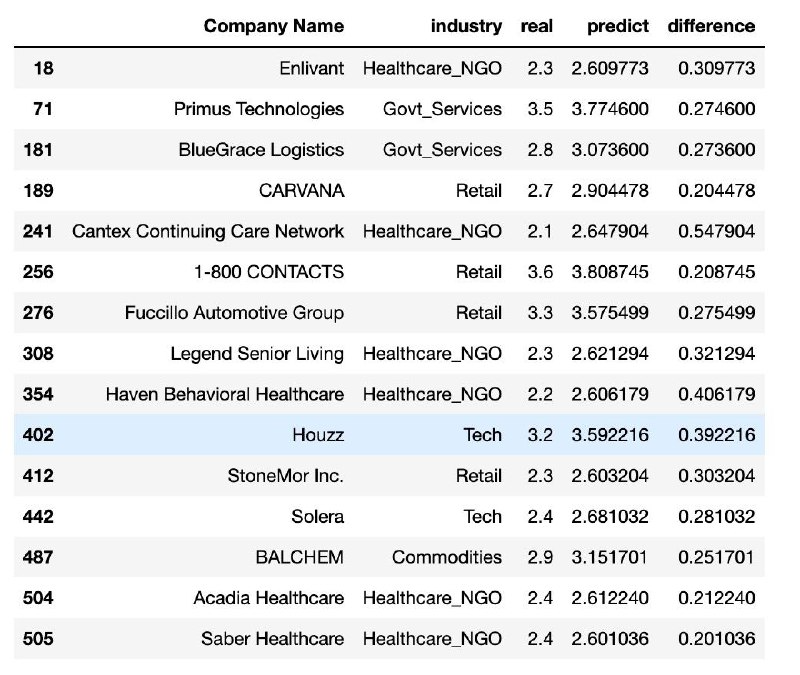 Company Name industry real predict difference
18 Enlivant Healthcare_NGO 2.3 2.609773 0.309773
71 Primus Technologies Govt_Services 3.5 3.774600 0.274600
181 BlueGrace Logistics Govt_Services 2.8 3.073600 0.273600
189 CARVANA Retail 2.7 2.904478 0.204478
241 Cantex Continuing Care Network Healthcare_NGO 2.1 2.647904 0.547904
256 1-800 CONTACTS Retail 3.6 3.808745 0.208745
276 Fuccillo Automotive Group Retail 3.3 3.575499 0.275499
308 Legend Senior Living Healthcare_NGO 2.3 2.621294 0.321294
354 Haven Behavioral Healthcare Healthcare_NGO 2.2 2.606179 0.406179
402 Houzz Tech 3.2 3.592216 0.392216
412 StoneMor Inc. Retail 2.3 2.603204 0.303204
442 Solera Tech 2.4 2.681032 0.281032
487 BALCHEM Commodities 2.9 3.151701 0.251701
504 Acadia Healthcare Healthcare_NGO 2.4 2.612240 0.212240
505 Saber Healthcare Healthcare_NGO 2.4 2.601036 0.201036